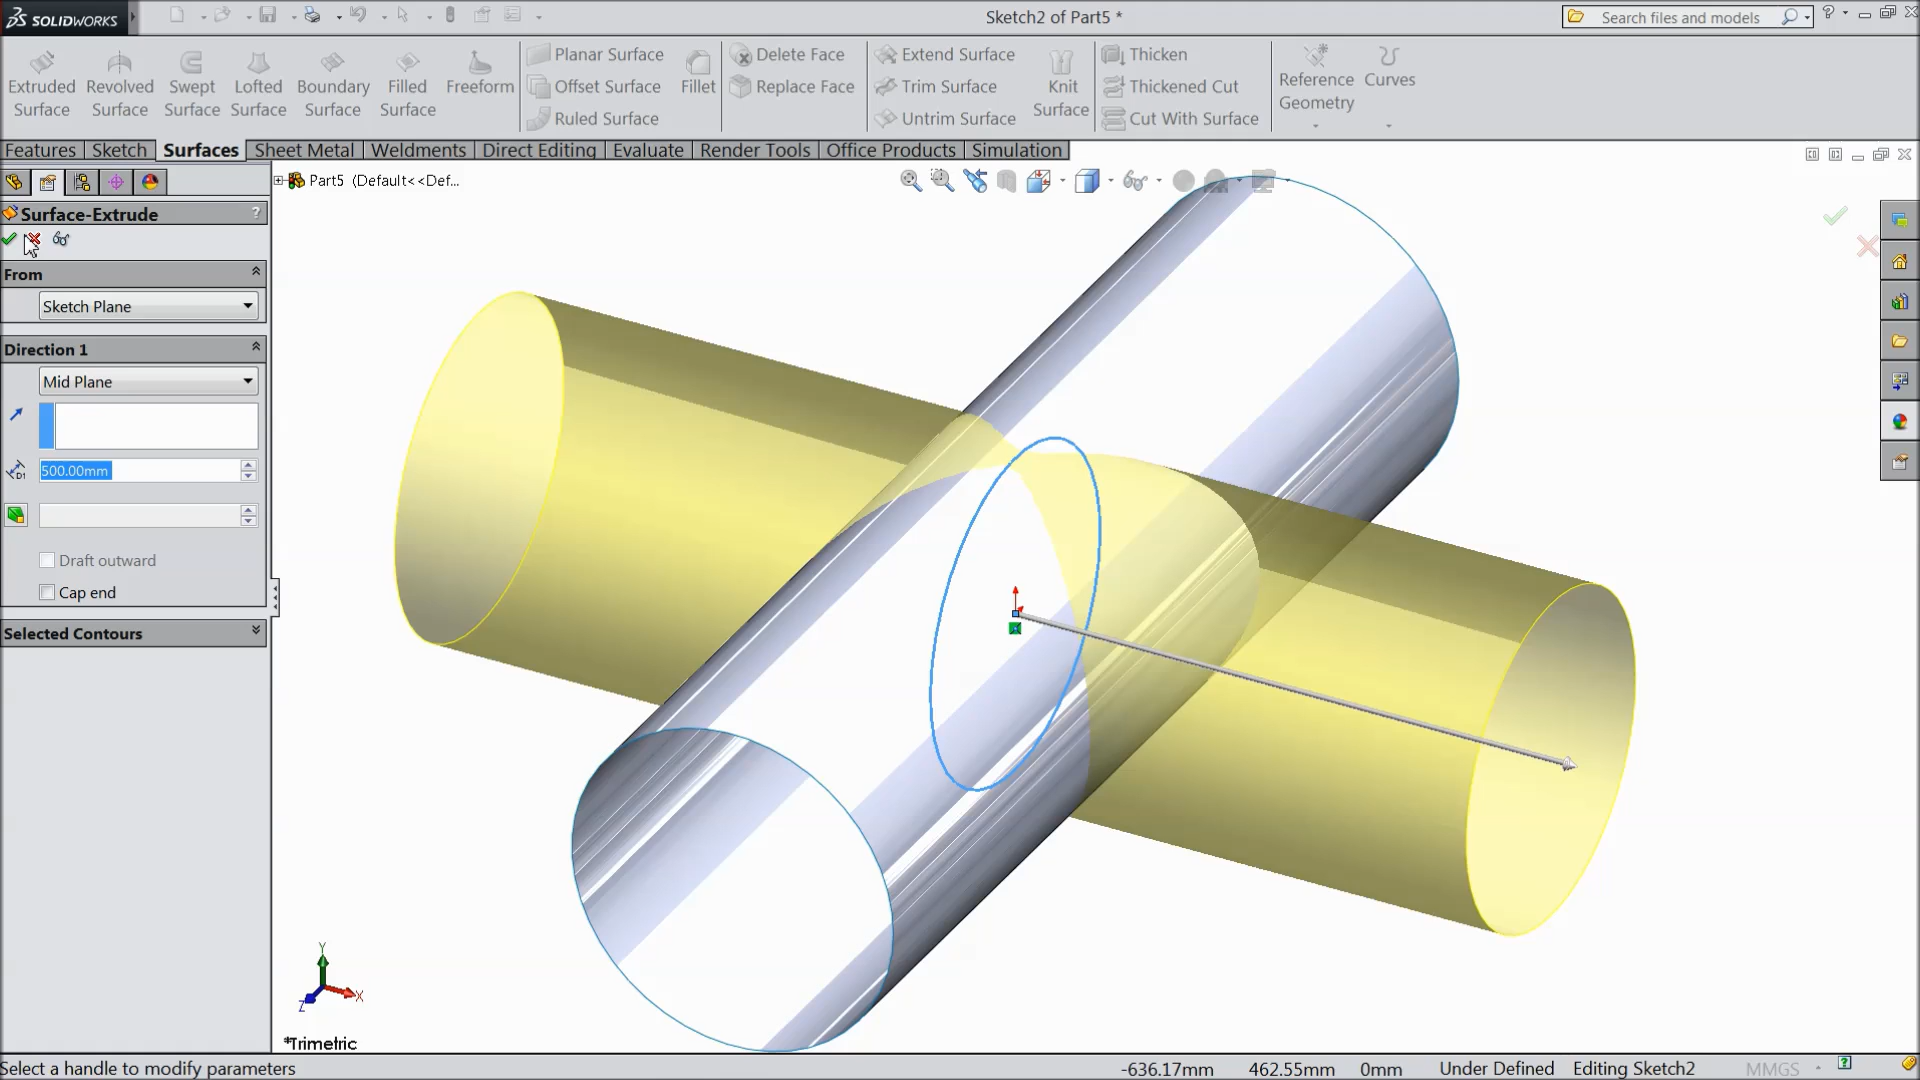 SOLIDWORKS
Sketch2 of Part5 *
Search files and models
?
Extruded Surface
Revolved Surface
Swept Surface
Lofted Surface
Boundary Surface
Filled Surface
Freeform
Planar Surface
Offset Surface
Ruled Surface
Fillet
Delete Face
Replace Face
Extend Surface
Trim Surface
Untrim Surface
Knit Surface
Thicken
Thickened Cut
Cut With Surface
Reference Geometry
Curves
Features Sketch Surfaces Sheet Metal Weldments Direct Editing Evaluate Render Tools Office Products Simulation
Part5 (Default<<Def...
Surface-Extrude ?
From
Sketch Plane
Direction 1
Mid Plane
D1 500.00mm
Draft outward
Cap end
Selected Contours
Y
X
Z
*Trimetric
Select a handle to modify parameters -636.17mm 462.55mm 0mm Under Defined Editing Sketch2 MMGS ?